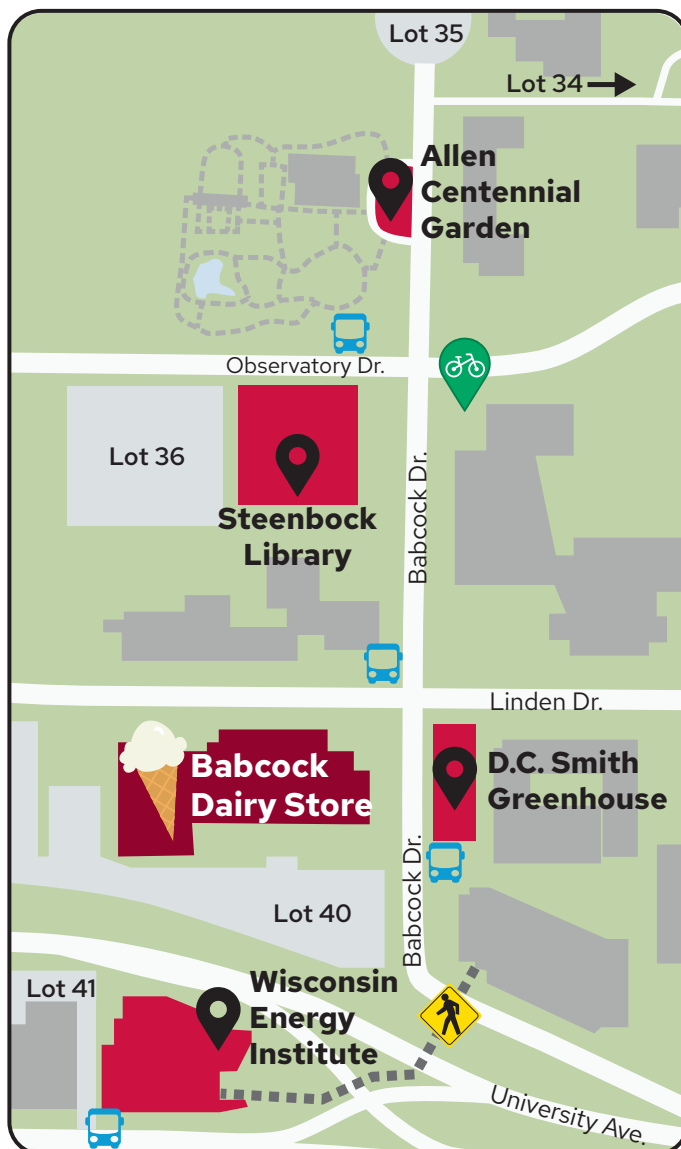 Lot 35
Lot 34
Allen
Centennial
Garden
Observatory Dr.
Lot 36
Steenbock
Library
Babcock Dr.
Linden Dr.
Babcock
Dairy Store
D.C. Smith
Greenhouse
Babcock Dr.
Lot 40
Wisconsin
Energy
Institute
Lot 41
University Ave.